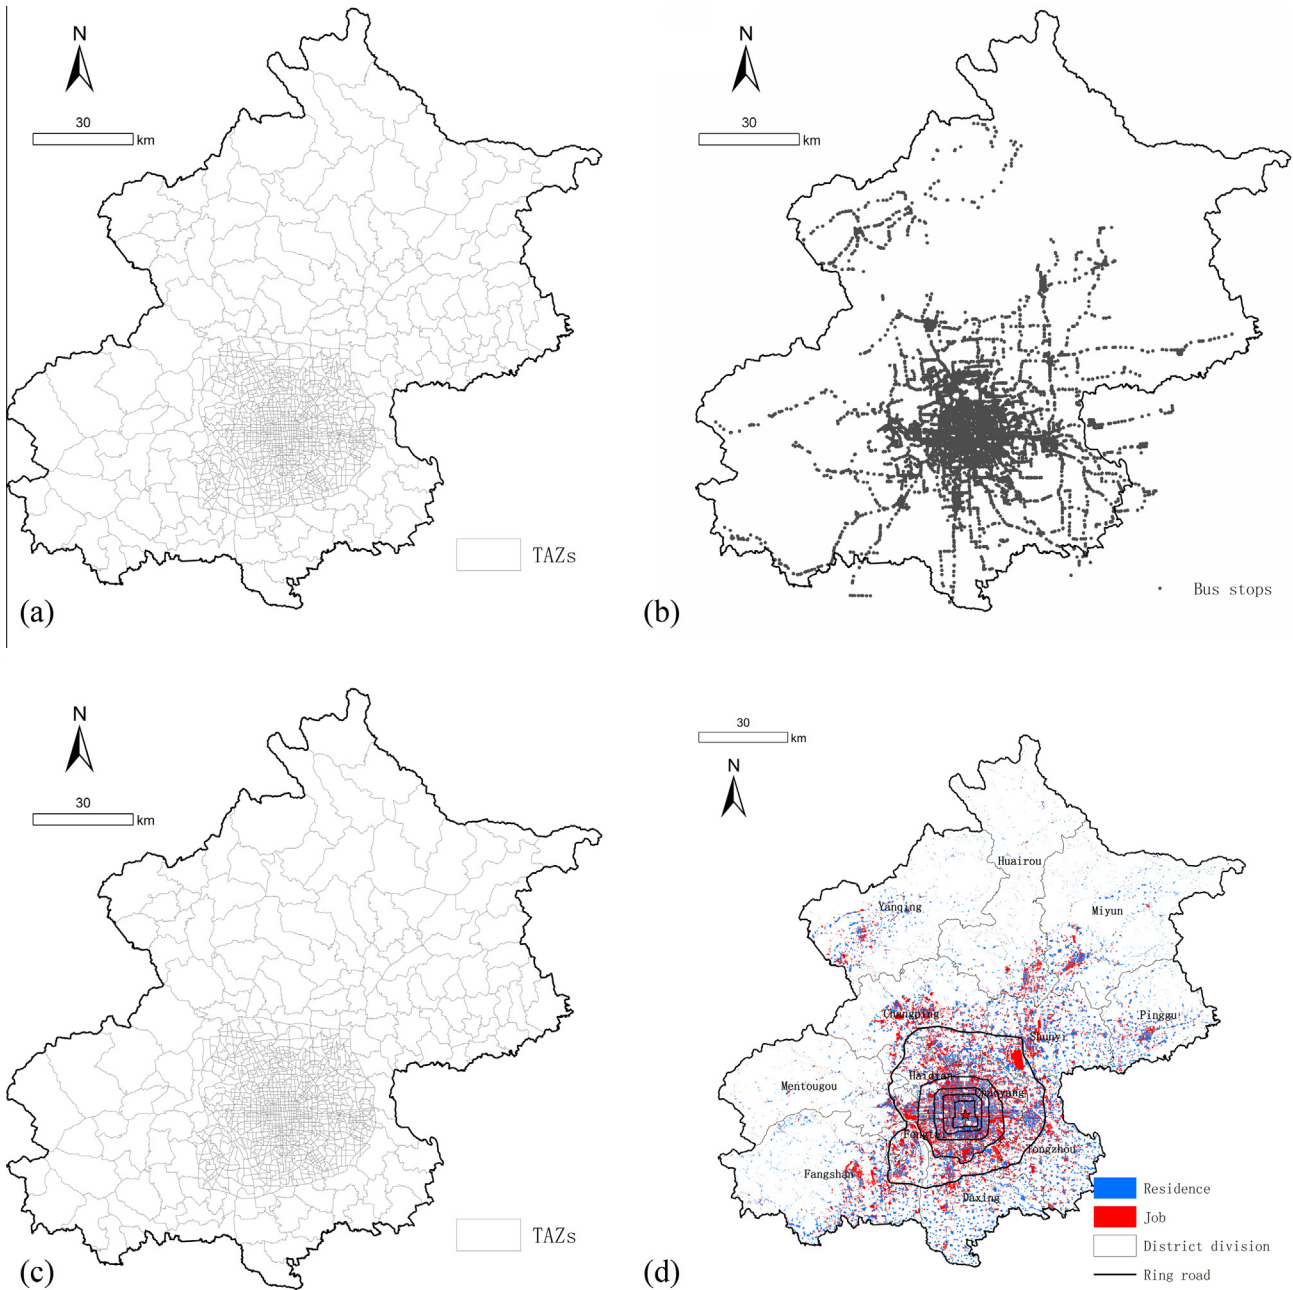 N
30
km
TAZs
(a)
N
30
km
Bus stops
(b)
N
30
km
TAZs
(c)
30
km
N
Huairou
Yanqing
Miyun
Changping
Pinggu
Shunyi
Haidian
Mentougou
Chaoyang
Tongzhou
Fangshan
Daxing
Residence
Job
District division
Ring road
(d)